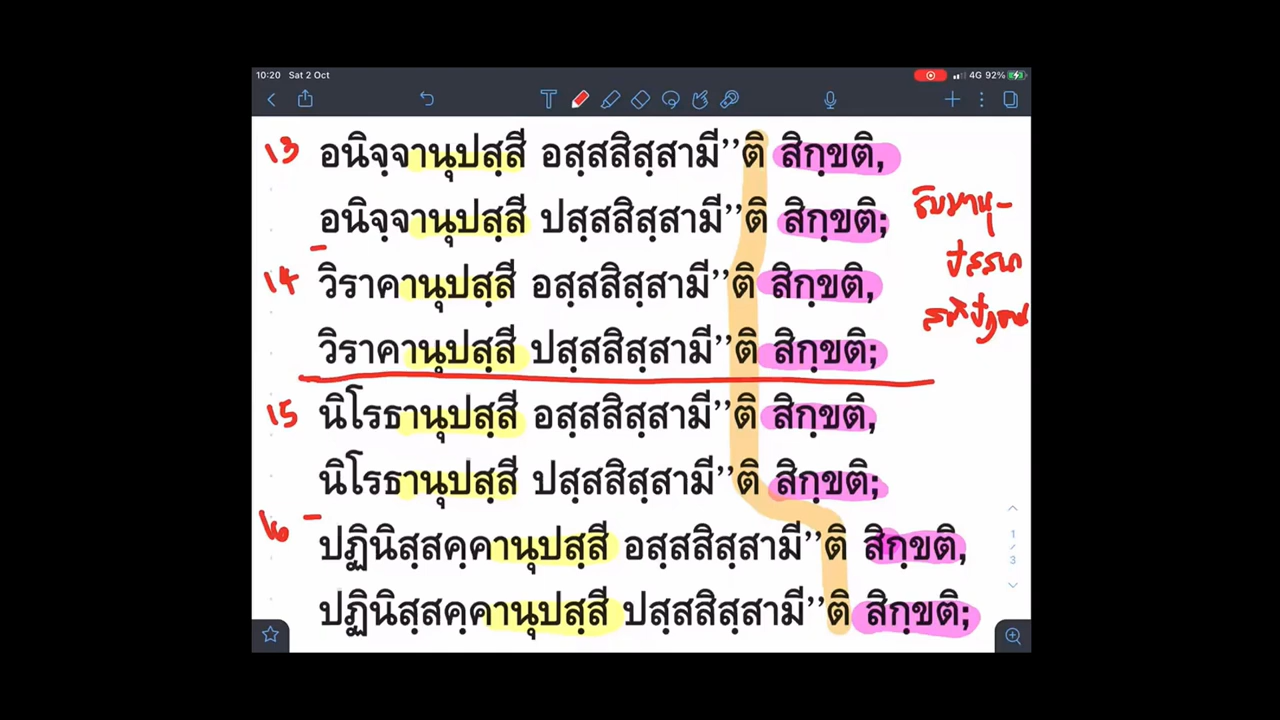 10:20 Sat 2 Oct 4G 92%
13 อนิจฺจานุปสฺสี อสฺสสิสฺสามี’’ติ สิกฺขติ,
อนิจฺจานุปสฺสี ปสฺสสิสฺสามี’’ติ สิกฺขติ;
14 วิราคานุปสฺสี อสฺสสิสฺสามี’’ติ สิกฺขติ,
วิราคานุปสฺสี ปสฺสสิสฺสามี’’ติ สิกฺขติ;
15 นิโรธานุปสฺสี อสฺสสิสฺสามี’’ติ สิกฺขติ,
นิโรธานุปสฺสี ปสฺสสิสฺสามี’’ติ สิกฺขติ;
16 ปฏินิสฺสคฺคานุปสฺสี อสฺสสิสฺสามี’’ติ สิกฺขติ,
ปฏินิสฺสคฺคานุปสฺสี ปสฺสสิสฺสามี’’ติ สิกฺขติ;
1
/
3